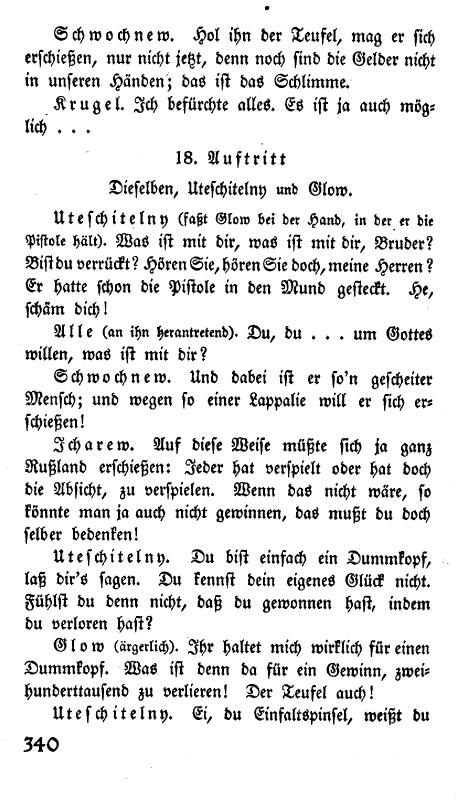 Schwochnew. Hol ihn der Teufel, mag er sich
erschießen, nur nicht jetzt, denn noch sind die Gelder nicht
in unseren Händen; das ist das Schlimme.
Krugel. Ich befürchte alles. Es ist ja auch mög-
lich . . .
18. Auftritt
Dieselben, Uteschitelny und Glow.
Uteschitelny (faßt Glow bei der Hand, in der er die
Pistole hält). Was ist mit dir, was ist mit dir, Bruder?
Bist du verrückt? Hören Sie, hören Sie doch, meine Herren?
Er hatte schon die Pistole in den Mund gesteckt. He,
schäm dich!
Alle (an ihn herantretend). Du, du . . . um Gottes
willen, was ist mit dir?
Schwochnew. Und dabei ist er so'n gescheiter
Mensch; und wegen so einer Lappalie will er sich er-
schießen!
Icharew. Auf diese Weise müßte sich ja ganz
Rußland erschießen: Jeder hat verspielt oder hat doch
die Absicht, zu verspielen. Wenn das nicht wäre, so
könnte man ja auch nicht gewinnen, das mußt du doch
selber bedenken!
Uteschitelny. Du bist einfach ein Dummkopf,
laß dir's sagen. Du kennst dein eigenes Glück nicht.
Fühlst du denn nicht, daß du gewonnen hast, indem
du verloren hast?
Glow (ärgerlich). Ihr haltet mich wirklich für einen
Dummkopf. Was ist denn da für ein Gewinn, zwei-
hunderttausend zu verlieren! Der Teufel auch!
Uteschitelny. Ei, du Einfaltspinsel, weißt du
340